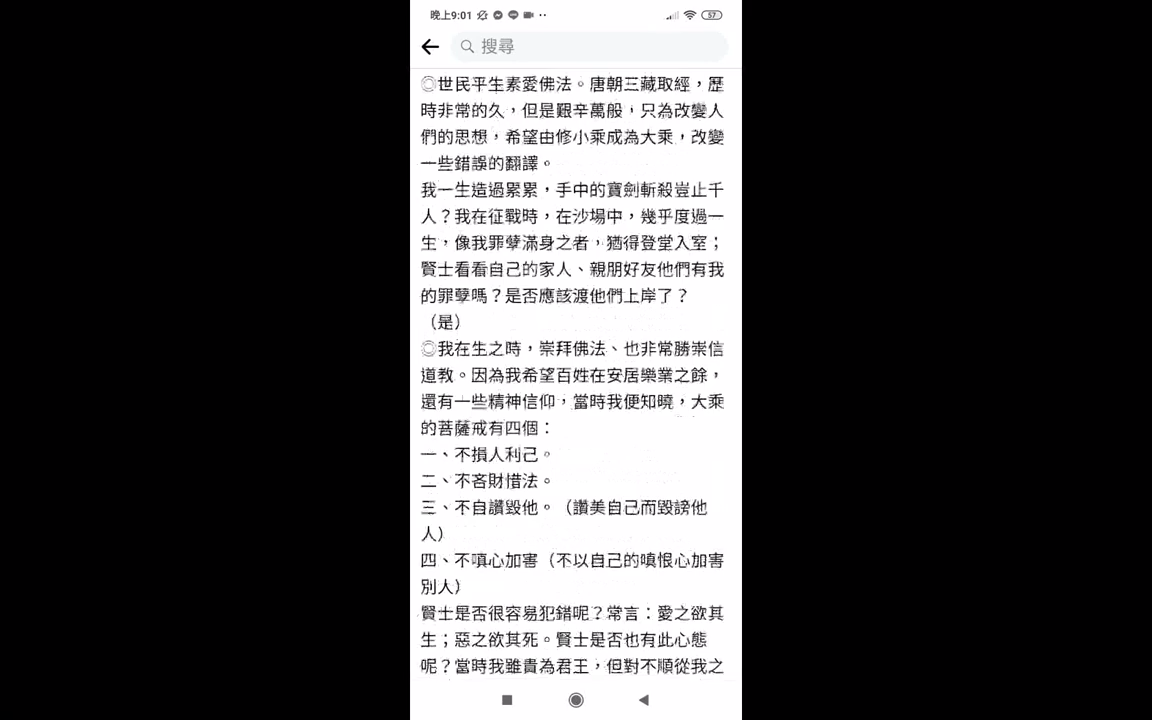 晚上9:01
57
搜尋
◎世民平生素愛佛法。唐朝三藏取經，歷
時非常的久，但是艱辛萬般，只為改變人
們的思想，希望由修小乘成為大乘，改變
一些錯誤的翻譯。
我一生造過累累，手中的寶劍斬殺豈止千
人？我在征戰時，在沙場中，幾乎度過一
生，像我罪孽滿身之者，猶得登堂入室；
賢士看看自己的家人、親朋好友他們有我
的罪孽嗎？是否應該渡他們上岸了？
（是）
◎我在生之時，崇拜佛法、也非常勝崇信
道教。因為我希望百姓在安居樂業之餘，
還有一些精神信仰，當時我便知曉，大乘
的菩薩戒有四個：
一、不損人利己。
二、不吝財惜法。
三、不自讚毀他。（讚美自己而毀謗他
人）
四、不嗔心加害（不以自己的嗔恨心加害
別人）
賢士是否很容易犯錯呢？常言：愛之欲其
生；惡之欲其死。賢士是否也有此心態
呢？當時我雖貴為君王，但對不順從我之